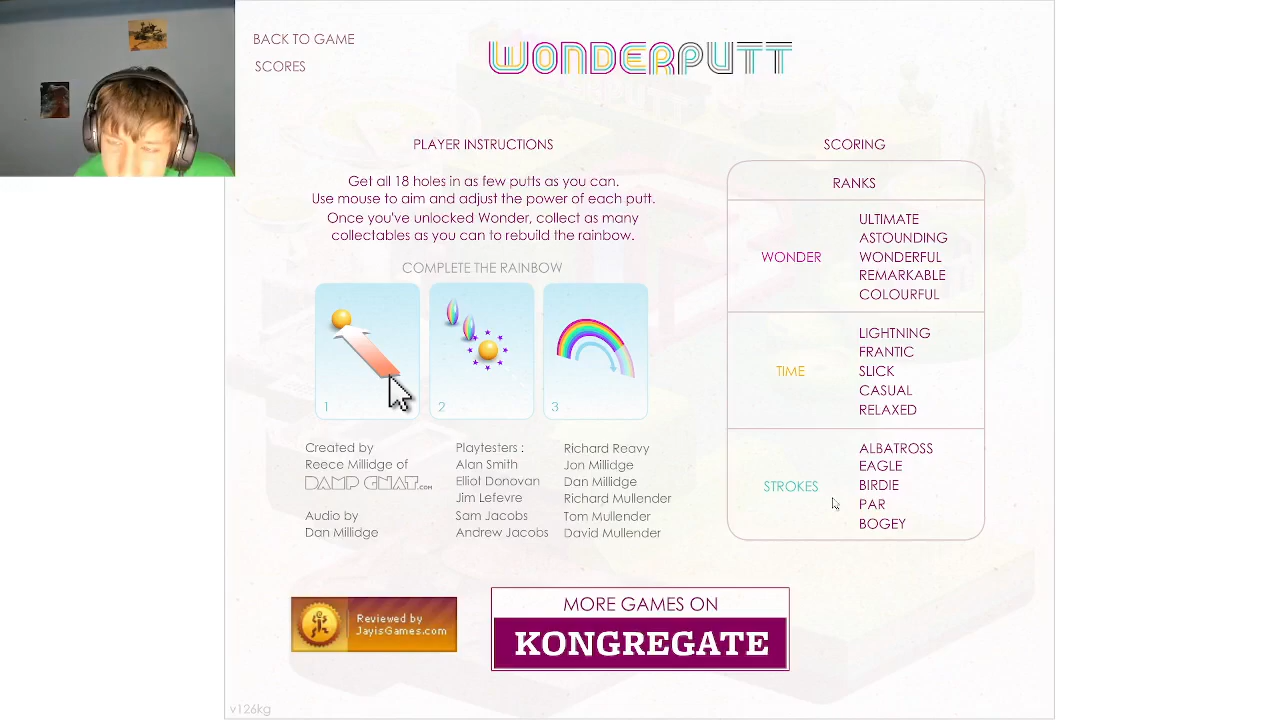 BACK TO GAME
SCORES
WONDERPUTT
PLAYER INSTRUCTIONS
Get all 18 holes in as few putts as you can.
Use mouse to aim and adjust the power of each putt.
Once you've unlocked Wonder, collect as many
collectables as you can to rebuild the rainbow.
COMPLETE THE RAINBOW
1
2
3
Created by
Reece Millidge of
DAMP GNAT.com
Audio by
Dan Millidge
Playtesters :
Alan Smith
Elliot Donovan
Jim Lefevre
Sam Jacobs
Andrew Jacobs
Richard Reavy
Jon Millidge
Dan Millidge
Richard Mullender
Tom Mullender
David Mullender
SCORING
RANKS
WONDER
ULTIMATE
ASTOUNDING
WONDERFUL
REMARKABLE
COLOURFUL
TIME
LIGHTNING
FRANTIC
SLICK
CASUAL
RELAXED
STROKES
ALBATROSS
EAGLE
BIRDIE
PAR
BOGEY
Reviewed by
JayisGames.com
MORE GAMES ON
KONGREGATE
v126kg